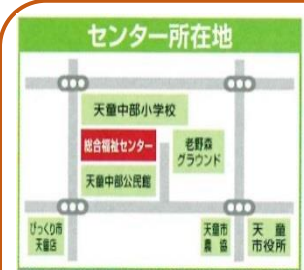 センター所在地
天童中部小学校
総合福祉センター
老野森
グラウンド
天童中部公民館
びっくり市
天童店
天童市
農協
天童
市役所